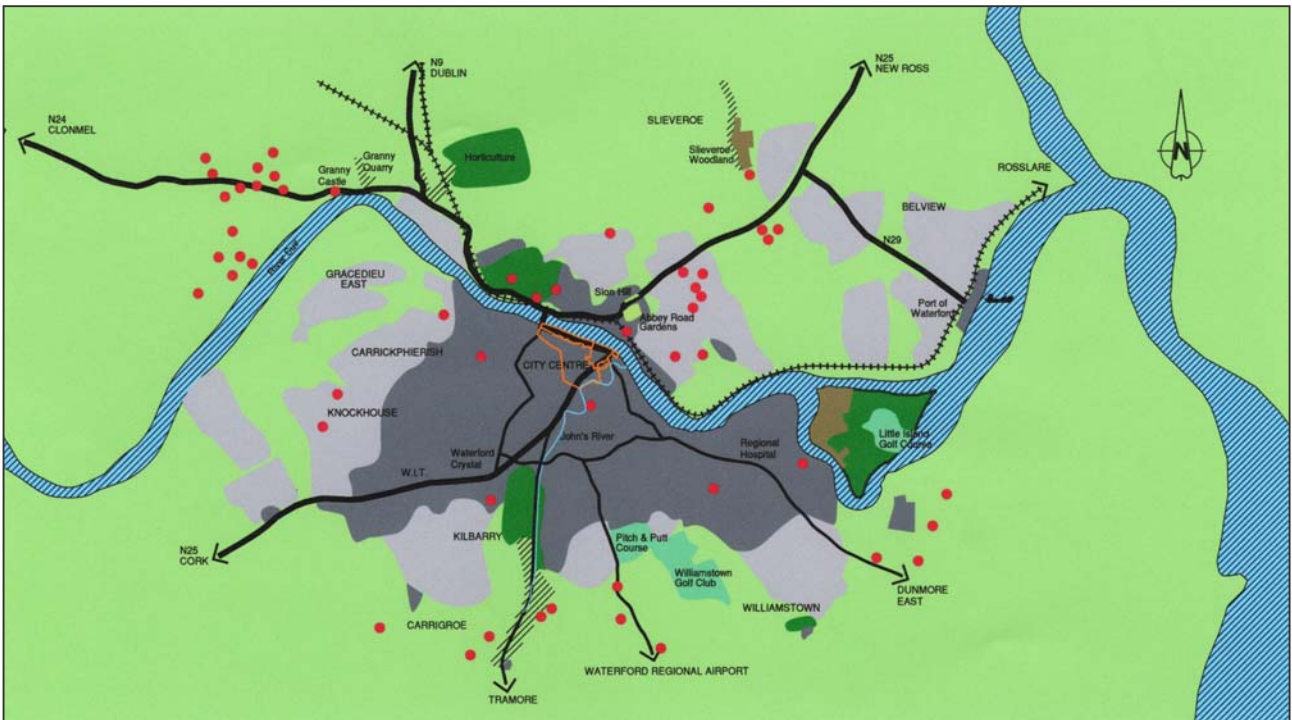 N9
DUBLIN
N25
NEW ROSS
N24
CLONMEL
SLIEVEROE
Slieveroe
Woodland
Granny
Quarry
Granny
Castle
Horticulture
N
ROSSLARE
BELVIEW
N29
River Suir
GRACEDIEU
EAST
Sion Hill
Port of
Waterford
Abbey Road
Gardens
CARRICKPHIERISH
CITY CENTRE
KNOCKHOUSE
John's River
Waterford
Crystal
Regional
Hospital
Little Island
Golf Course
W.I.T.
N25
CORK
KILBARRY
Pitch & Putt
Course
Williamstown
Golf Club
DUNMORE
EAST
WILLIAMSTOWN
CARRIGROE
WATERFORD REGIONAL AIRPORT
TRAMORE